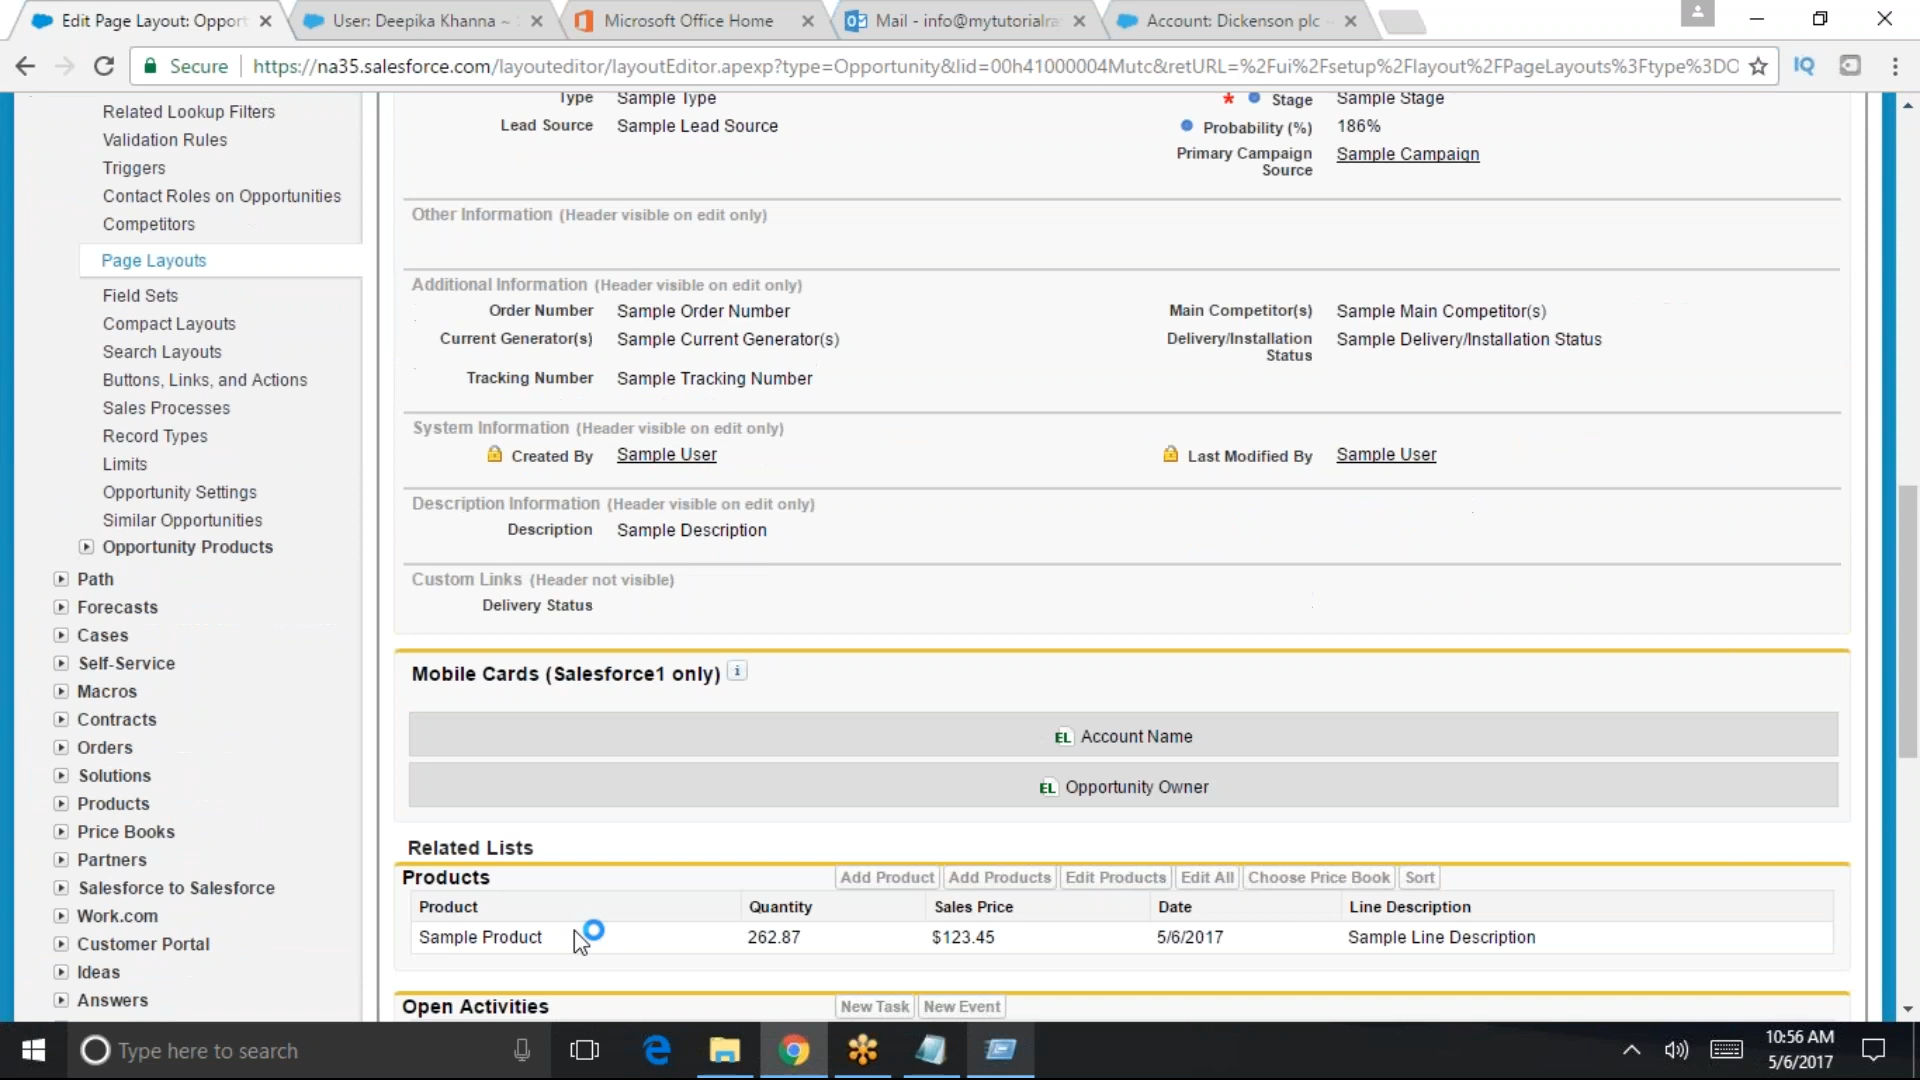 Edit Page Layout: Opport
User: Deepika Khanna ~
Microsoft Office Home
Mail - info@mytutorialra
Account: Dickenson plc
Secure
https://na35.salesforce.com/layouteditor/layoutEditor.apexp?type=Opportunity&lid=00h41000004Mutc&retURL=%2Fui%2Fsetup%2Flayout%2FPageLayouts%3Ftype%3DO
Related Lookup Filters
Validation Rules
Triggers
Contact Roles on Opportunities
Competitors
Page Layouts
Field Sets
Compact Layouts
Search Layouts
Buttons, Links, and Actions
Sales Processes
Record Types
Limits
Opportunity Settings
Similar Opportunities
Opportunity Products
Path
Forecasts
Cases
Self-Service
Macros
Contracts
Orders
Solutions
Products
Price Books
Partners
Salesforce to Salesforce
Work.com
Customer Portal
Ideas
Answers
Type Sample Type * Stage Sample Stage
Lead Source Sample Lead Source Probability (%) 186%
Primary Campaign Source Sample Campaign
Other Information (Header visible on edit only)
Additional Information (Header visible on edit only)
Order Number Sample Order Number Main Competitor(s) Sample Main Competitor(s)
Current Generator(s) Sample Current Generator(s) Delivery/Installation Status Sample Delivery/Installation Status
Tracking Number Sample Tracking Number
System Information (Header visible on edit only)
Created By Sample User Last Modified By Sample User
Description Information (Header visible on edit only)
Description Sample Description
Custom Links (Header not visible)
Delivery Status
Mobile Cards (Salesforce1 only) i
EL Account Name
EL Opportunity Owner
Related Lists
Products Add Product Add Products Edit Products Edit All Choose Price Book Sort
Product Quantity Sales Price Date Line Description
Sample Product 262.87 $123.45 5/6/2017 Sample Line Description
Open Activities New Task New Event
Type here to search
10:56 AM
5/6/2017